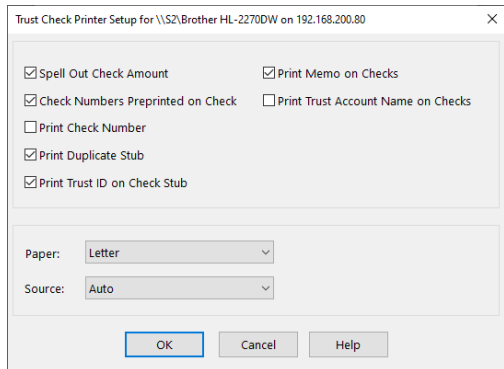 Trust Check Printer Setup for \\S2\Brother HL-2270DW on 192.168.200.80
Spell Out Check Amount
Print Memo on Checks
Check Numbers Preprinted on Check
Print Trust Account Name on Checks
Print Check Number
Print Duplicate Stub
Print Trust ID on Check Stub
Paper: Letter
Source: Auto
OK Cancel Help